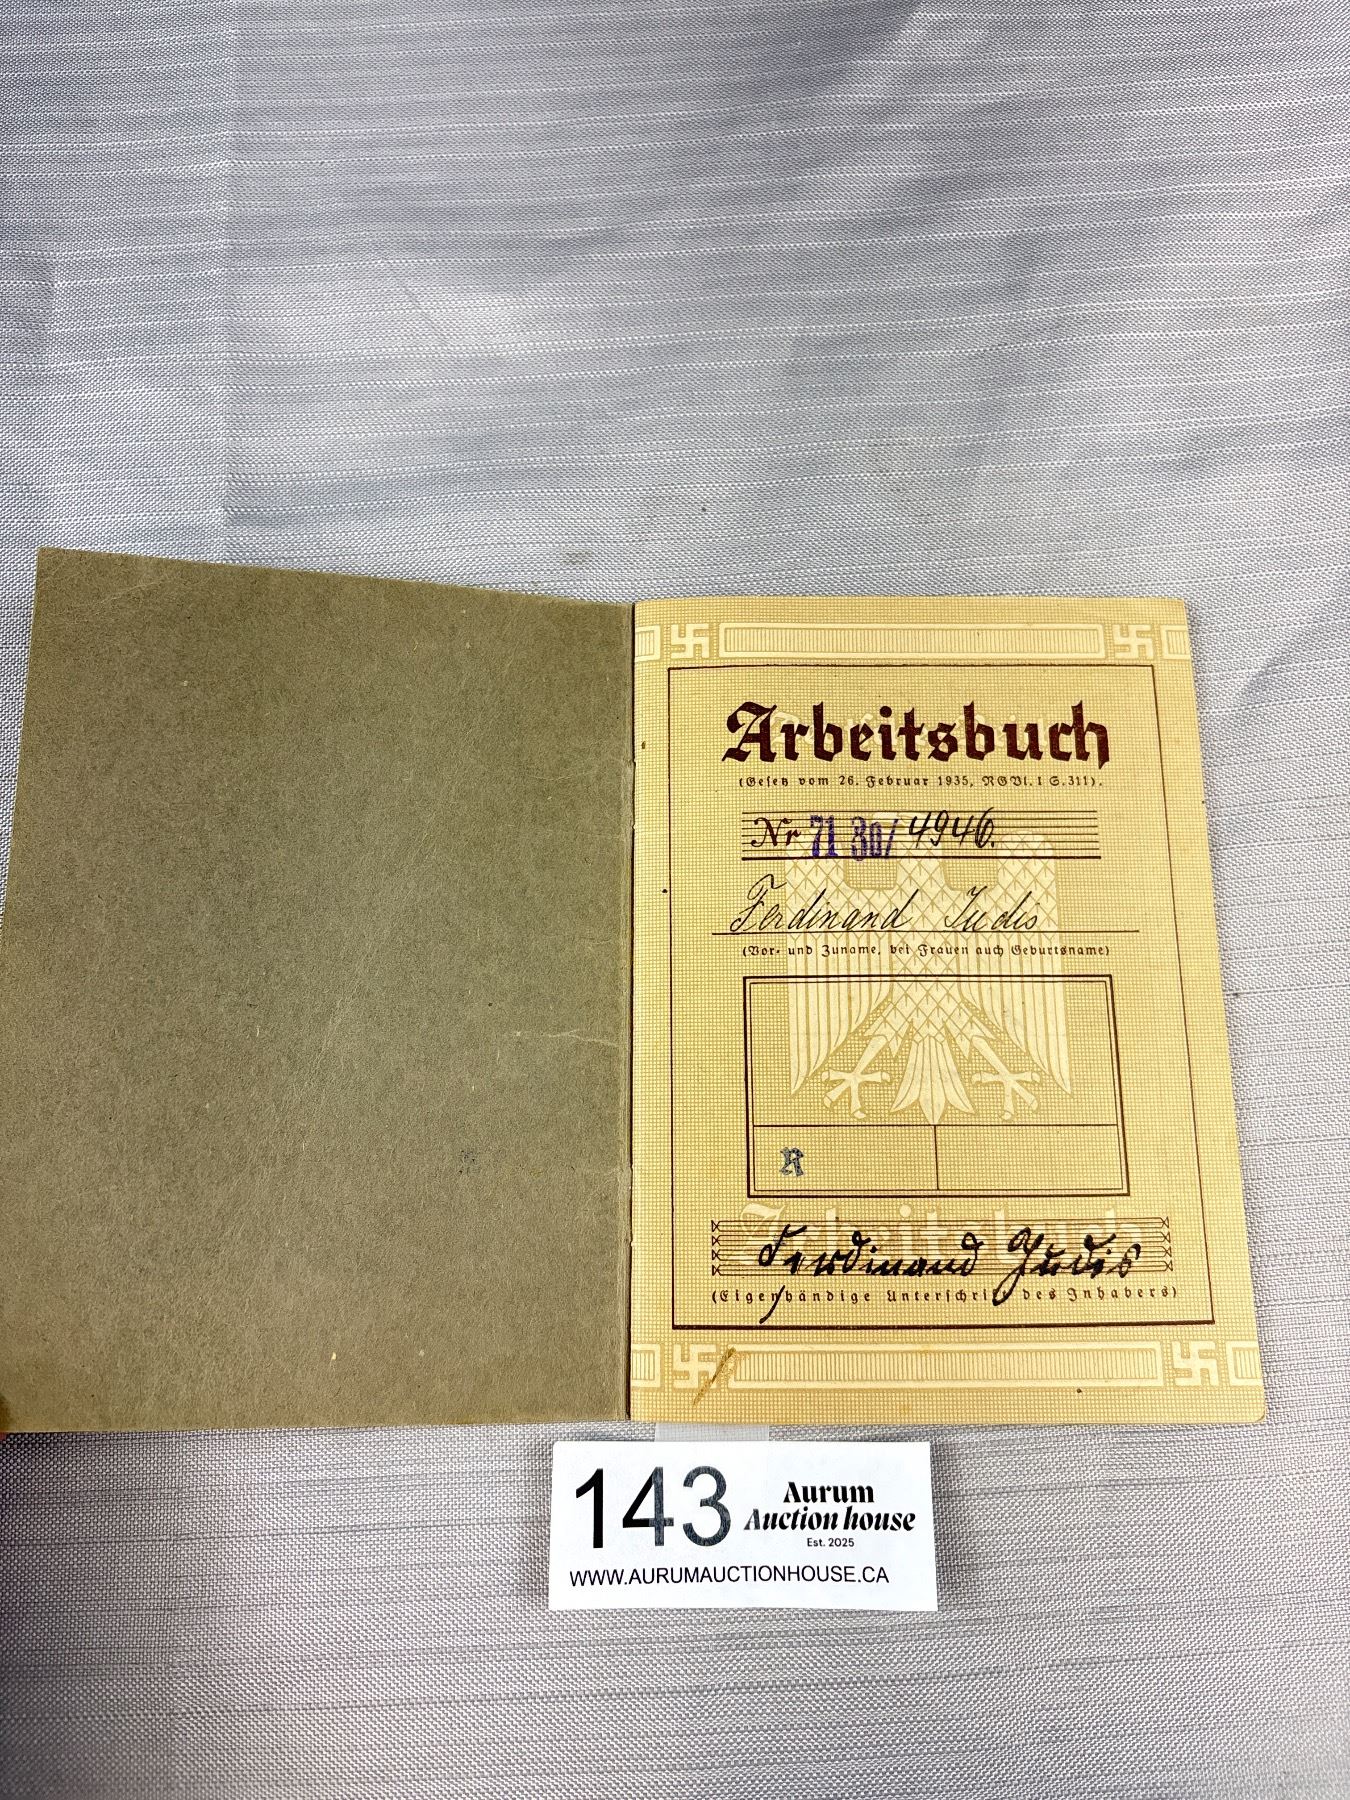 Arbeitsbuch
(Gesetz vom 26. Februar 1935, RGBl. I S. 311).
Nr 71 30/ 4946.
Ferdinand Judis
(Vor- und Zuname, bei Frauen auch Geburtsname)
A
Arbeitsbuch
Ferdinand Judis
(Eigenhändige Unterschrift des Inhabers)
143 Aurum
Auction house
Est. 2025
WWW.AURUMAUCTIONHOUSE.CA